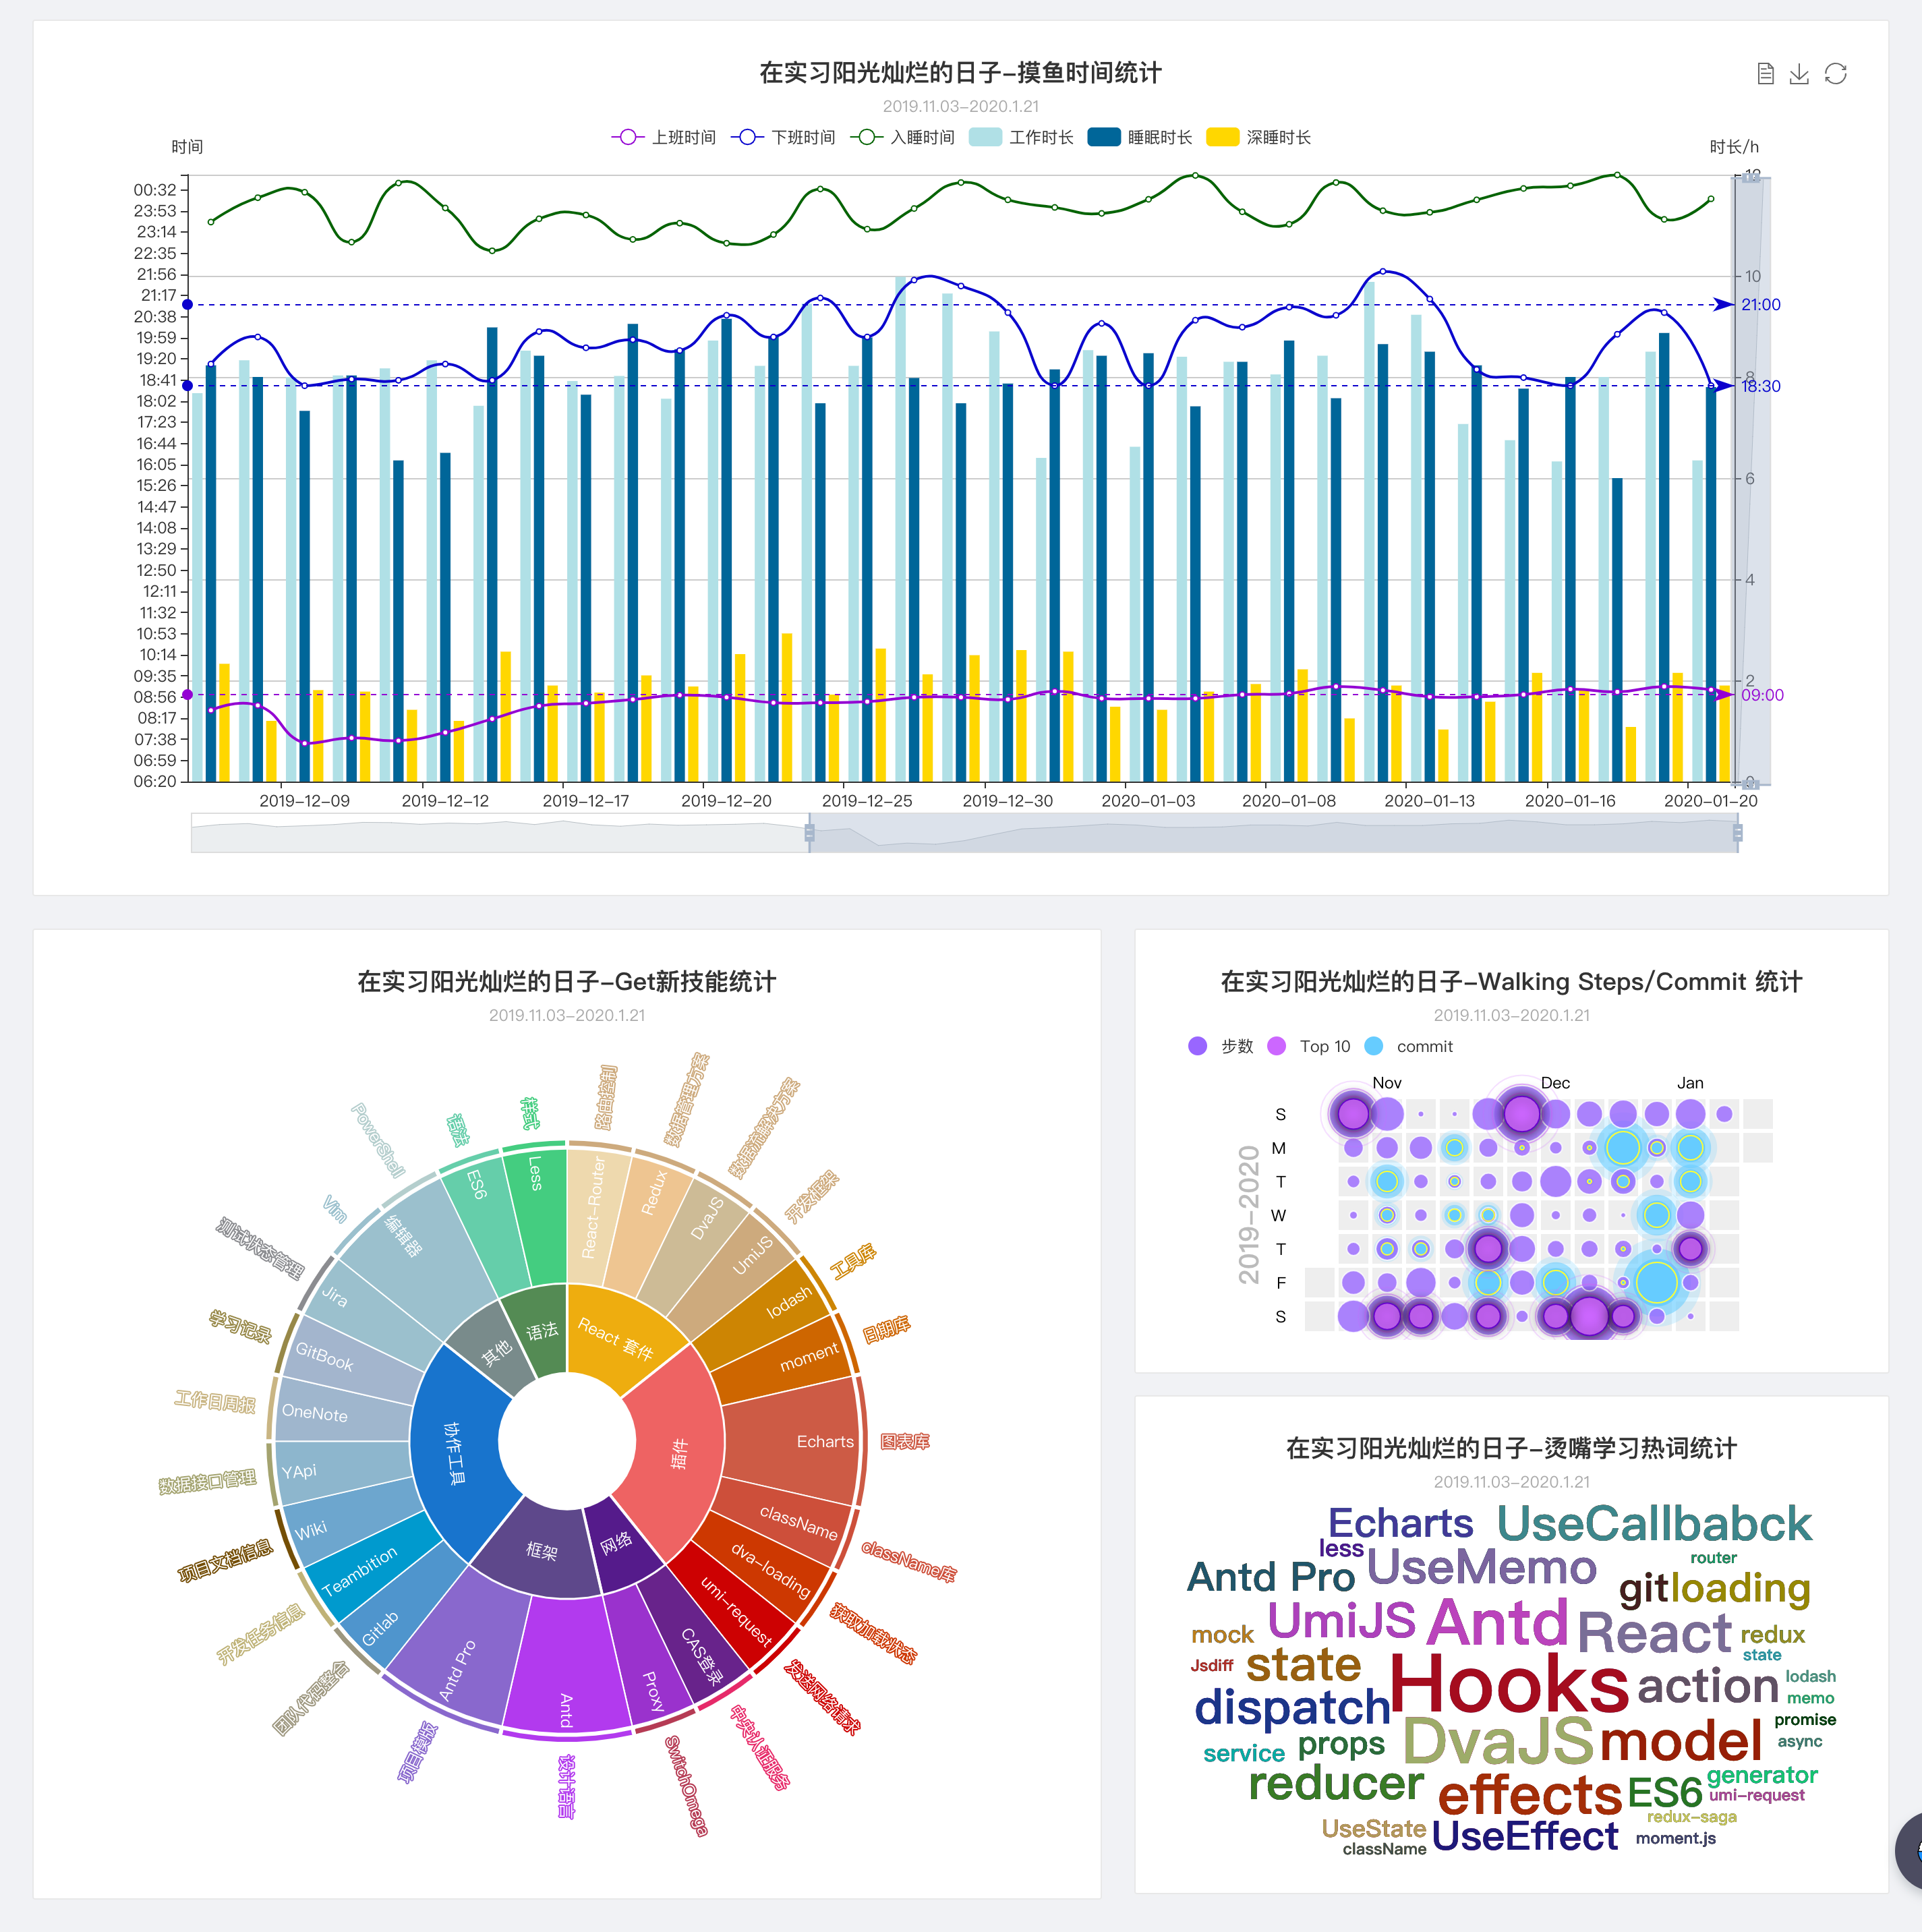 在实习阳光灿烂的日子-摸鱼时间统计
2019.11.03-2020.1.21
上班时间 下班时间 入睡时间 工作时长 睡眠时长 深睡时长
时间
时长/h
00:32
23:53
23:14
22:35
21:56
21:17
20:38
19:59
19:20
18:41
18:02
17:23
16:44
16:05
15:26
14:47
14:08
13:29
12:50
12:11
11:32
10:53
10:14
09:35
08:56
08:17
07:38
06:59
06:20
10
8
6
4
2
21:00
18:30
09:00
2019-12-09 2019-12-12 2019-12-17 2019-12-20 2019-12-25 2019-12-30 2020-01-03 2020-01-08 2020-01-13 2020-01-16 2020-01-20
在实习阳光灿烂的日子-Get新技能统计
2019.11.03-2020.1.21
React 套件
插件
网络
框架
协作工具
其他
语法
React-Router
Redux
DvaJS
UmiJS
lodash
moment
Echarts
className
dva-loading
umi-request
CAS登录
Proxy
Antd
Antd Pro
Gitlab
Teambition
Wiki
YApi
OneNote
GitBook
Jira
编辑器
ES6
Less
路由控制
数据管理方案
数据流解决方案
开发框架
工具库
日期库
图表库
className库
获取加载状态
发送网络请求
中央认证服务
SwitchOmega
设计语言
项目模版
团队代码整合
开发任务信息
项目文档信息
数据接口管理
工作日周报
学习记录
测试状态管理
Vim
PowerShell
语法
样式
在实习阳光灿烂的日子-Walking Steps/Commit 统计
2019.11.03-2020.1.21
步数 Top 10 commit
Nov Dec Jan
S
M
T
W
T
F
S
2019-2020
在实习阳光灿烂的日子-烫嘴学习热词统计
2019.11.03-2020.1.21
Echarts UseCallbabck
less UseMemo router
Antd Pro git loading
UmiJS Antd React
mock redux
state
Jsdiff state Hooks action lodash
memo
dispatch promise
DvaJS model async
service props
reducer effects ES6 generator
umi-request
redux-saga
UseState UseEffect moment.js
className